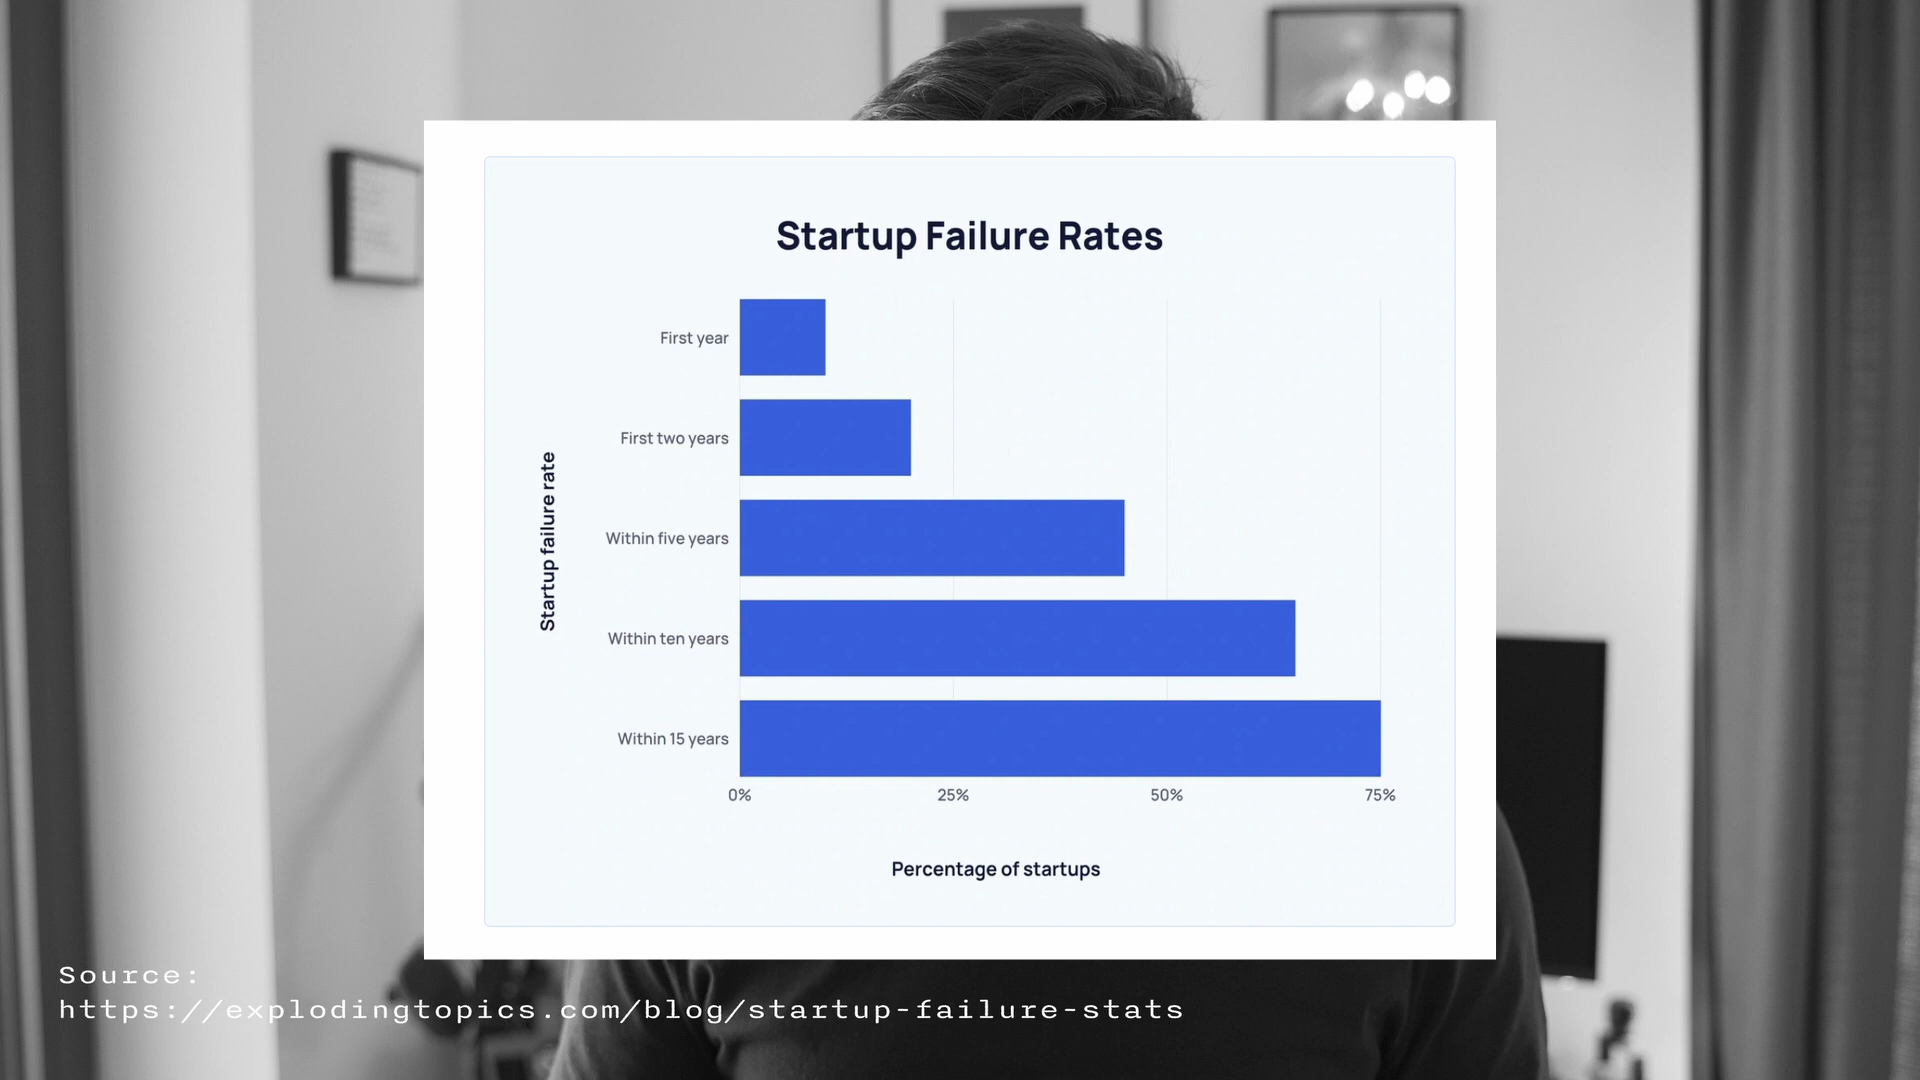 Startup Failure Rates
First year
First two years
Within five years
Within ten years
Within 15 years
Startup failure rate
0% 25% 50% 75%
Percentage of startups
Source:
https://explodingtopics.com/blog/startup-failure-stats